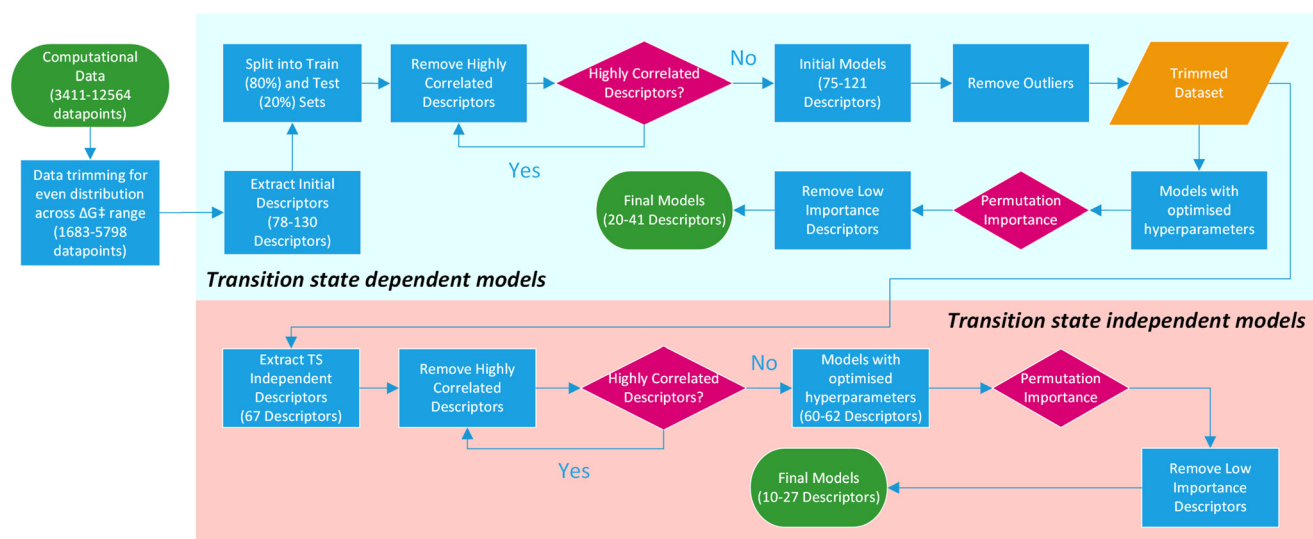 Computational
Data
(3411-12564
datapoints)
Data trimming for
even distribution
across ΔG‡ range
(1683-5798
datapoints)
Split into Train
(80%) and Test
(20%) Sets
Remove Highly
Correlated
Descriptors
Highly Correlated
Descriptors?
No
Yes
Initial Models
(75-121
Descriptors)
Remove Outliers
Trimmed
Dataset
Extract Initial
Descriptors
(78-130
Descriptors)
Final Models
(20-41 Descriptors)
Remove Low
Importance
Descriptors
Permutation
Importance
Models with
optimised
hyperparameters
Transition state dependent models
Transition state independent models
Extract TS
Independent
Descriptors
(67 Descriptors)
Remove Highly
Correlated
Descriptors
Highly Correlated
Descriptors?
No
Yes
Models with
optimised
hyperparameters
(60-62 Descriptors)
Permutation
Importance
Final Models
(10-27 Descriptors)
Remove Low
Importance
Descriptors